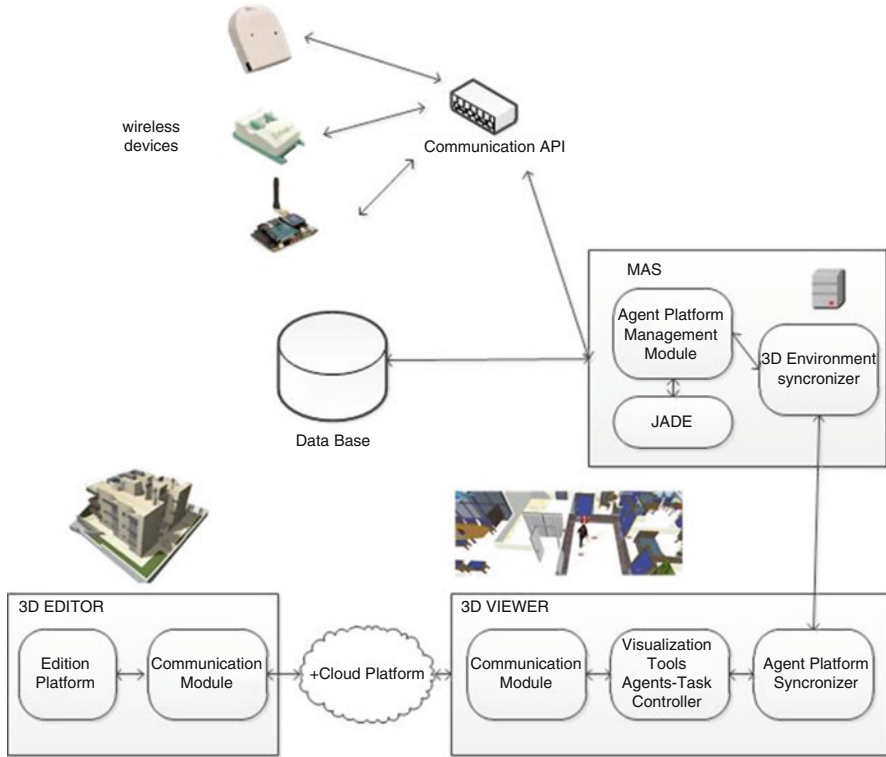 wireless
devices
Communication API
MAS
Agent Platform
Management
Module
3D Environment
syncronizer
JADE
Data Base
3D EDITOR
Edition
Platform
Communication
Module
+Cloud Platform
3D VIEWER
Communication
Module
Visualization
Tools
Agents-Task
Controller
Agent Platform
Syncronizer